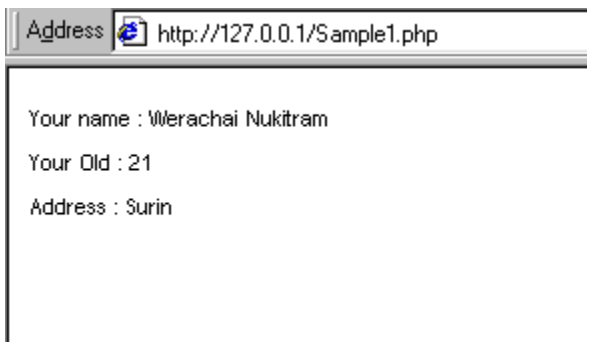 Address http://127.0.0.1/Sample1.php
Your name : Werachai Nukitram
Your Old : 21
Address : Surin